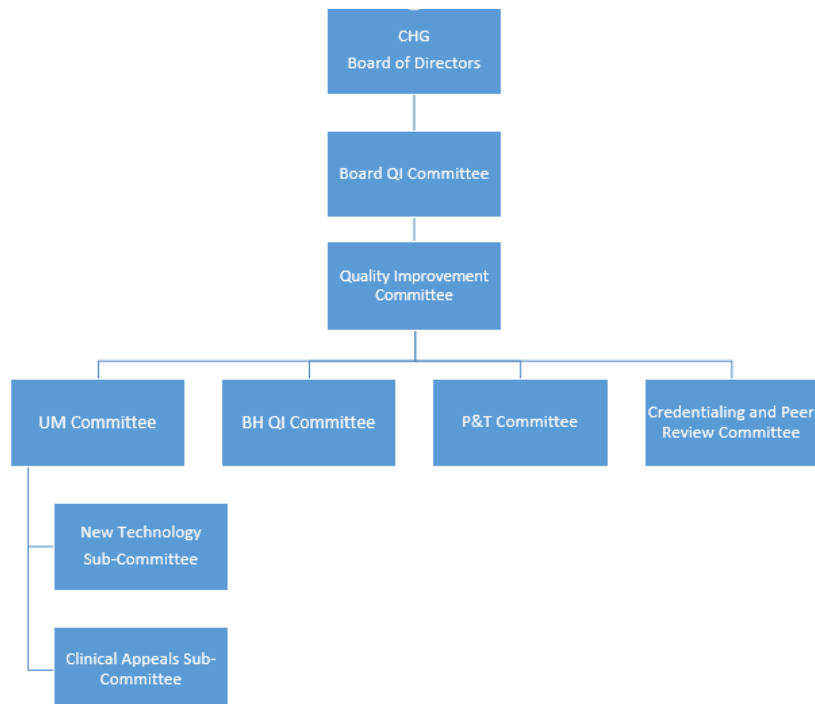 CHG
Board of Directors
Board QI Committee
Quality Improvement
Committee
UM Committee
BH QI Committee
P&T Committee
Credentialing and Peer
Review Committee
New Technology
Sub-Committee
Clinical Appeals Sub-
Committee